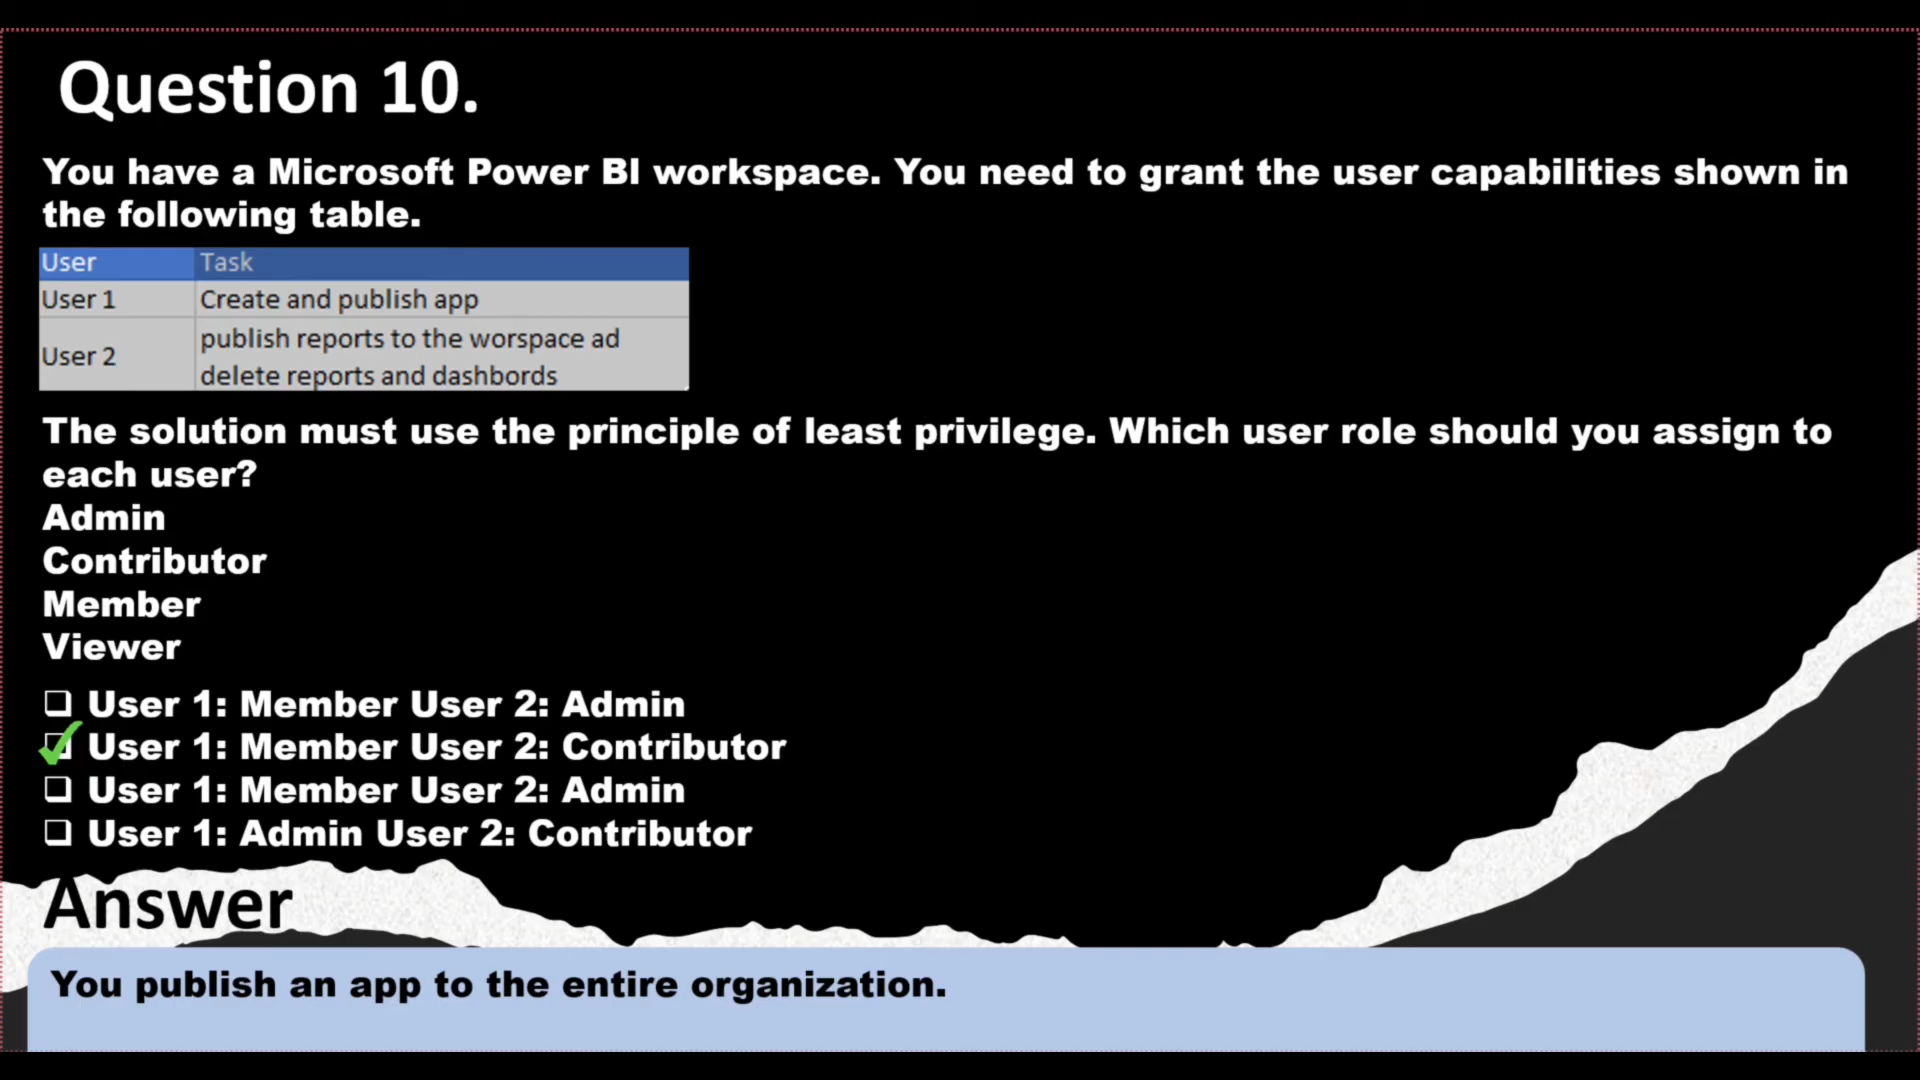 Question 10.
You have a Microsoft Power BI workspace. You need to grant the user capabilities shown in
the following table.
User Task
User 1 Create and publish app
User 2 publish reports to the worspace ad
delete reports and dashbords
The solution must use the principle of least privilege. Which user role should you assign to
each user?
Admin
Contributor
Member
Viewer
❑ User 1: Member User 2: Admin
❑ User 1: Member User 2: Contributor
❑ User 1: Member User 2: Admin
❑ User 1: Admin User 2: Contributor
Answer
You publish an app to the entire organization.